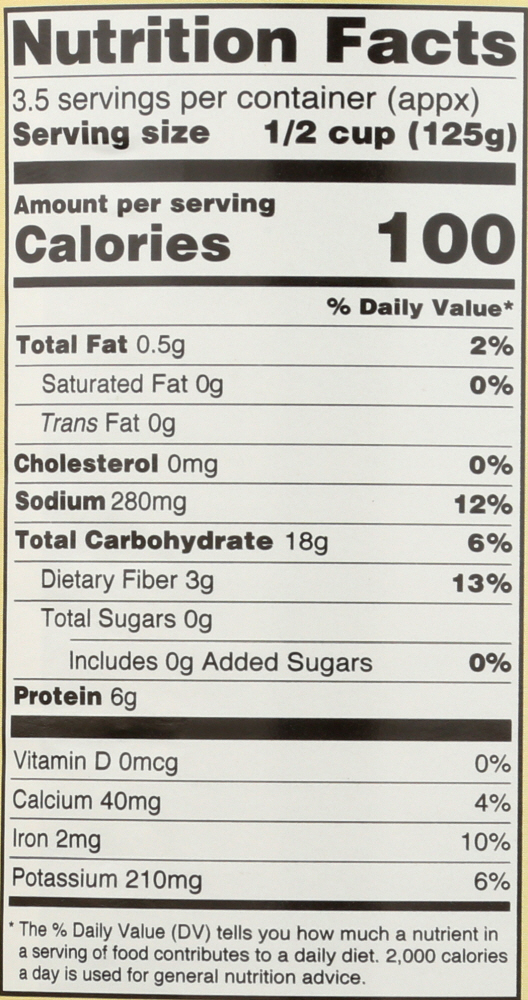 Nutrition Facts
3.5 servings per container (appx)
Serving size 1/2 cup (125g)
Amount per serving
Calories 100
% Daily Value*
Total Fat 0.5g 2%
Saturated Fat 0g 0%
Trans Fat 0g
Cholesterol 0mg 0%
Sodium 280mg 12%
Total Carbohydrate 18g 6%
Dietary Fiber 3g 13%
Total Sugars 0g
Includes 0g Added Sugars 0%
Protein 6g
Vitamin D 0mcg 0%
Calcium 40mg 4%
Iron 2mg 10%
Potassium 210mg 6%
* The % Daily Value (DV) tells you how much a nutrient in
a serving of food contributes to a daily diet. 2,000 calories
a day is used for general nutrition advice.